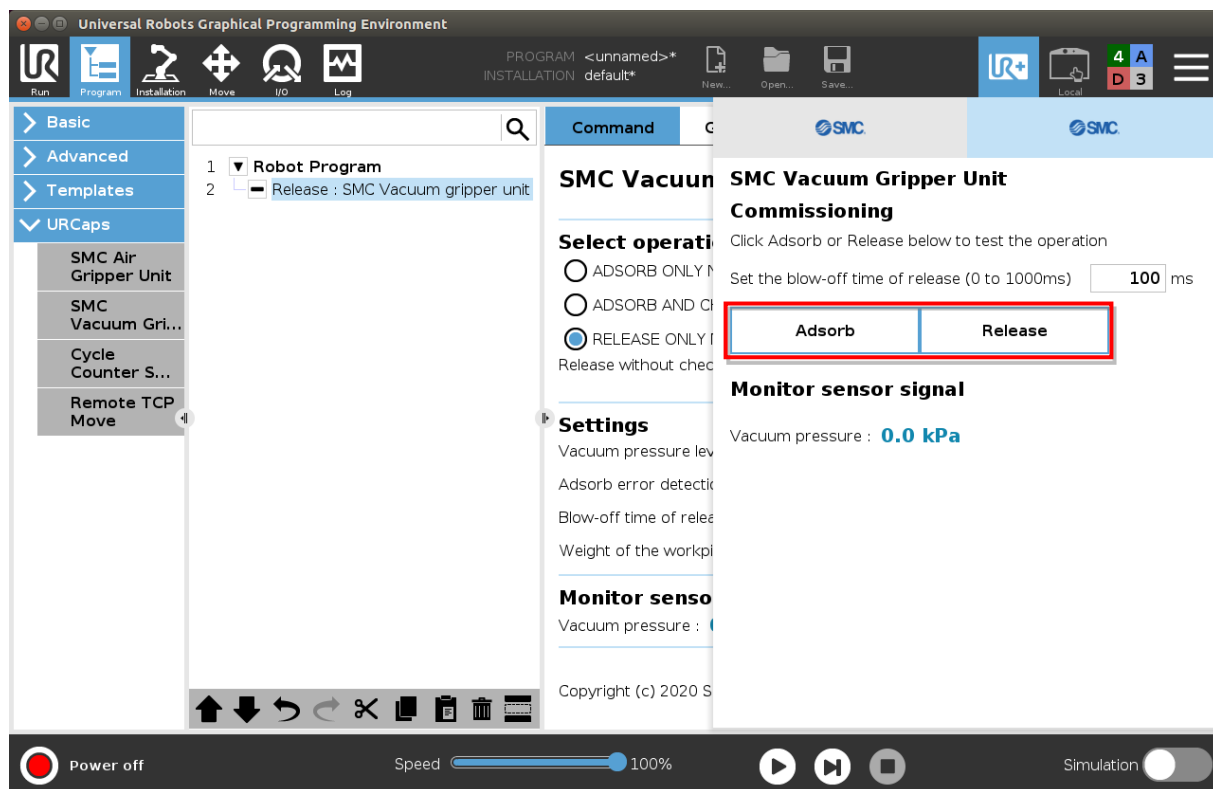 Universal Robots Graphical Programming Environment
UR
Run
Program
Installation
Move
I/O
Log
PROGRAM <unnamed>*
INSTALLATION default*
New...
Open...
Save...
UR+
Local
4 A
D 3
Basic
Advanced
Templates
URCaps
SMC Air
Gripper Unit
SMC
Vacuum Gri...
Cycle
Counter S...
Remote TCP
Move
1 Robot Program
2 Release : SMC Vacuum gripper unit
Command
G
SMC Vacuum
Select operati
ADSORB ONLY
ADSORB AND CH
RELEASE ONLY
Release without chec
Settings
Vacuum pressure lev
Adsorb error detectio
Blow-off time of relea
Weight of the workpi
Monitor senso
Vacuum pressure :
Copyright (c) 2020 S
SMC.
SMC.
SMC Vacuum Gripper Unit
Commissioning
Click Adsorb or Release below to test the operation
Set the blow-off time of release (0 to 1000ms) 100 ms
Adsorb
Release
Monitor sensor signal
Vacuum pressure : 0.0 kPa
Power off
Speed 100%
Simulation